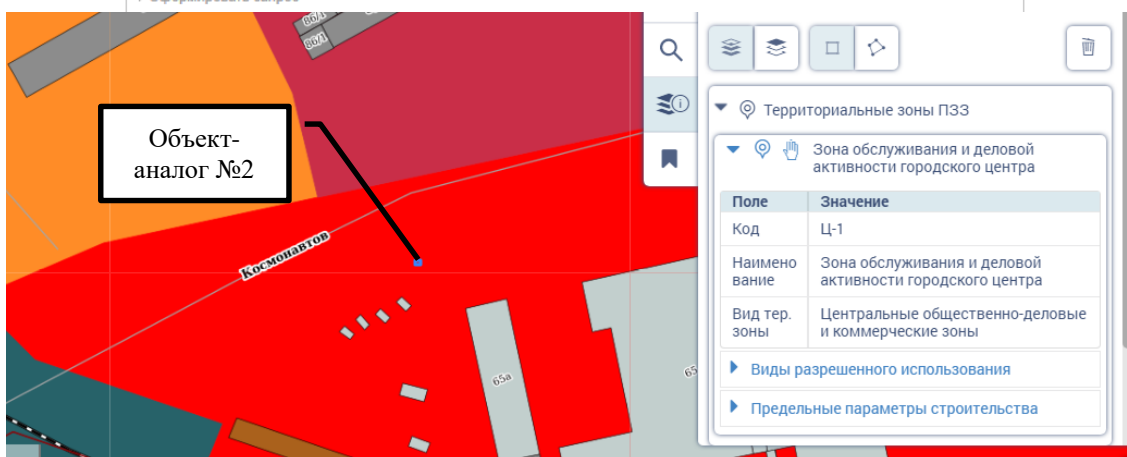 Сформировать запрос
86/1
86/1
Объект-
аналог №2
Космонавтов
65а
65
Территориальные зоны ПЗЗ
Зона обслуживания и деловой
активности городского центра
Поле Значение
Код Ц-1
Наимено Зона обслуживания и деловой
вание активности городского центра
Вид тер. Центральные общественно-деловые
зоны и коммерческие зоны
Виды разрешенного использования
Предельные параметры строительства